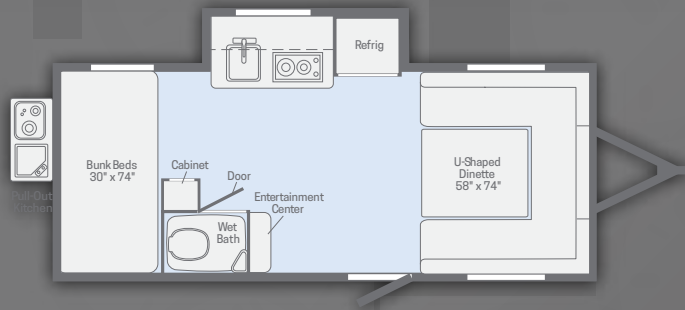 Refrig
Bunk Beds
30" x 74"
Cabinet
Door
Entertainment
Center
Wet
Bath
U-Shaped
Dinette
58" x 74"
Pull-Out
Kitchen